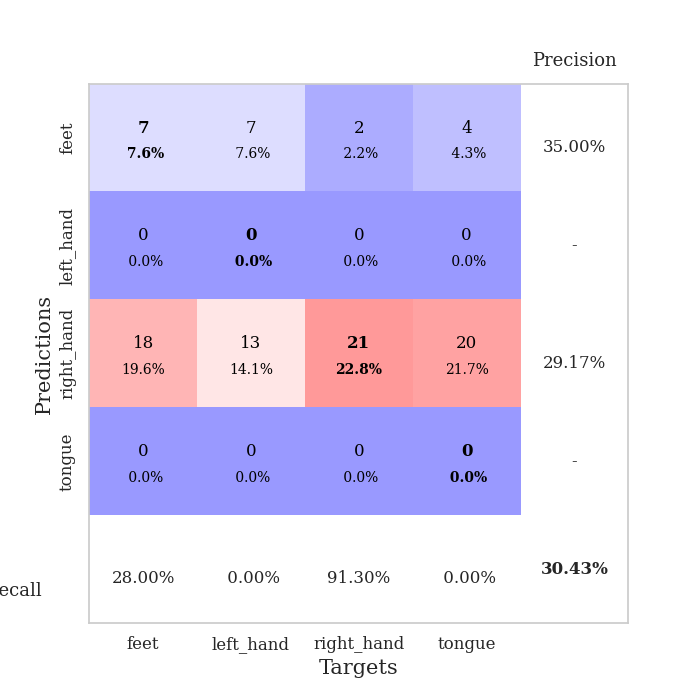 Precision
feet
7 7 2 4
7.6% 7.6% 2.2% 4.3%
35.00%
left_hand
0 0 0 0
0.0% 0.0% 0.0% 0.0%
-
Predictions
right_hand
18 13 21 20
19.6% 14.1% 22.8% 21.7%
29.17%
tongue
0 0 0 0
0.0% 0.0% 0.0% 0.0%
-
ecall
28.00% 0.00% 91.30% 0.00%
30.43%
feet left_hand right_hand tongue
Targets